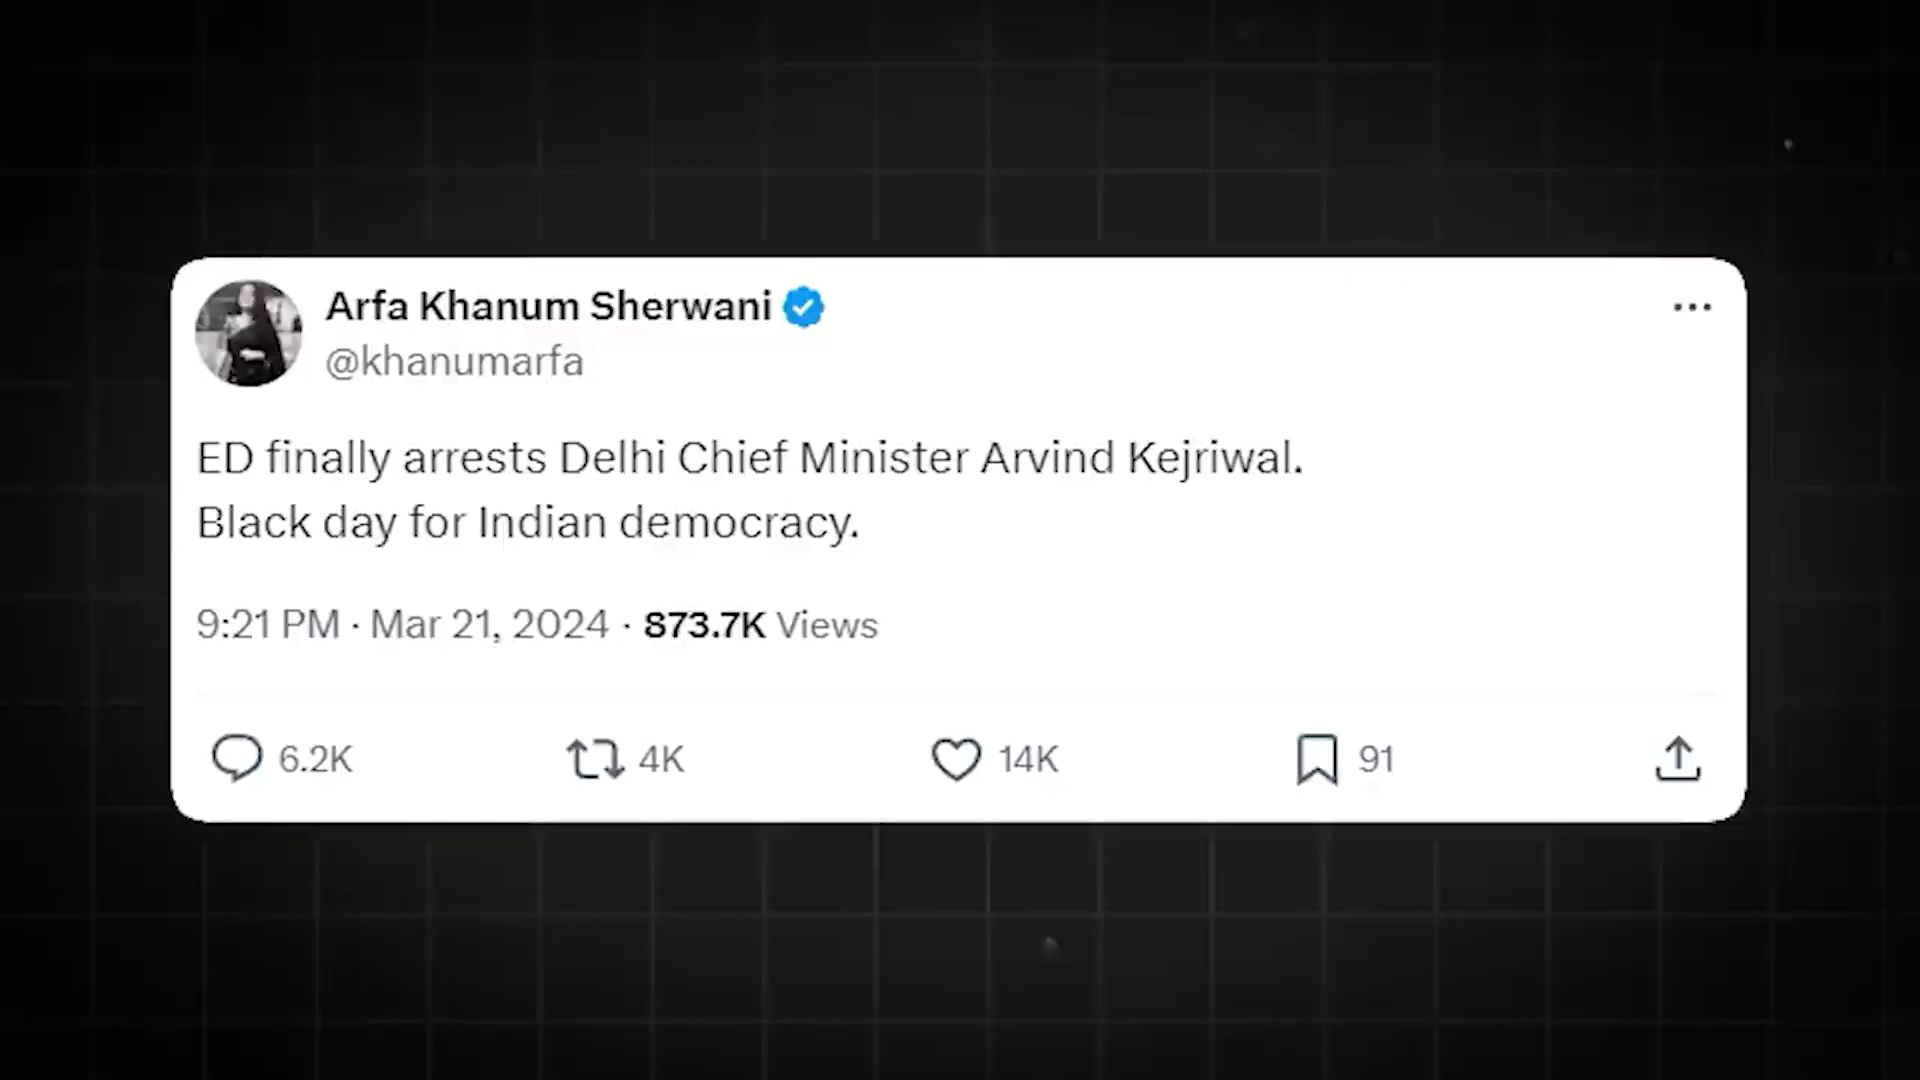 Arfa Khanum Sherwani
@khanumarfa
ED finally arrests Delhi Chief Minister Arvind Kejriwal.
Black day for Indian democracy.
9:21 PM · Mar 21, 2024 · 873.7K Views
6.2K 4K 14K 91